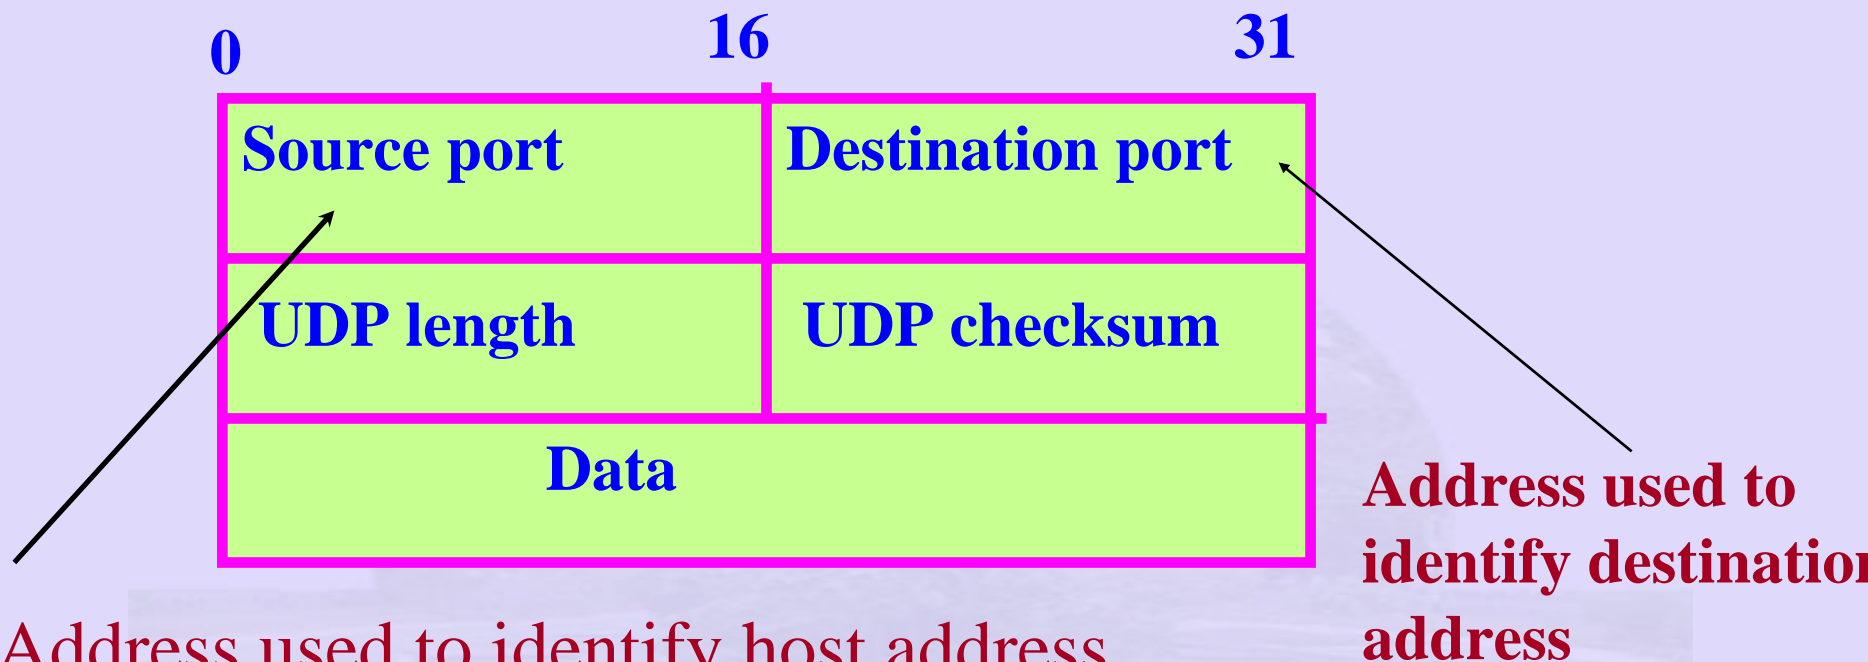 0 16 31
Source port Destination port
UDP length UDP checksum
Data
Address used to
identify destination
address
Address used to identify host address